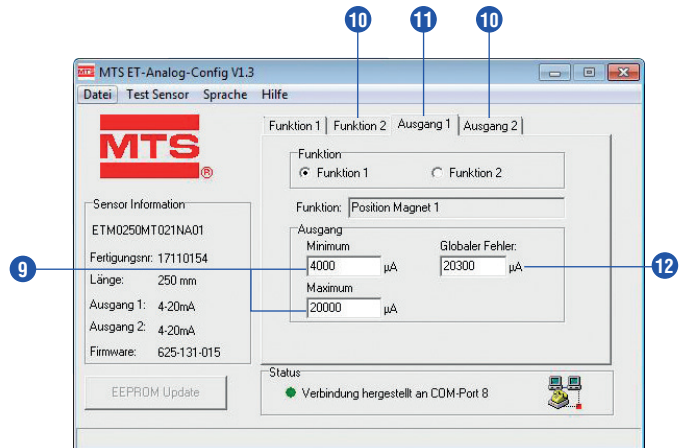 10 11 10
MTS MTS ET-Analog-Config V1.3
Datei Test Sensor Sprache Hilfe
MTS
®
Funktion 1 Funktion 2 Ausgang 1 Ausgang 2
Funktion
Funktion 1 Funktion 2
Funktion: Position Magnet 1
Sensor Information
ETM0250MT021NA01
Fertigungsnr: 17110154
Länge: 250 mm
Ausgang 1: 4-20mA
Ausgang 2: 4-20mA
Firmware: 625-131-015
Ausgang
Minimum Globaler Fehler:
9 4000 µA 20300 µA 12
Maximum
20000 µA
EEPROM Update
Status
Verbindung hergestellt an COM-Port 8